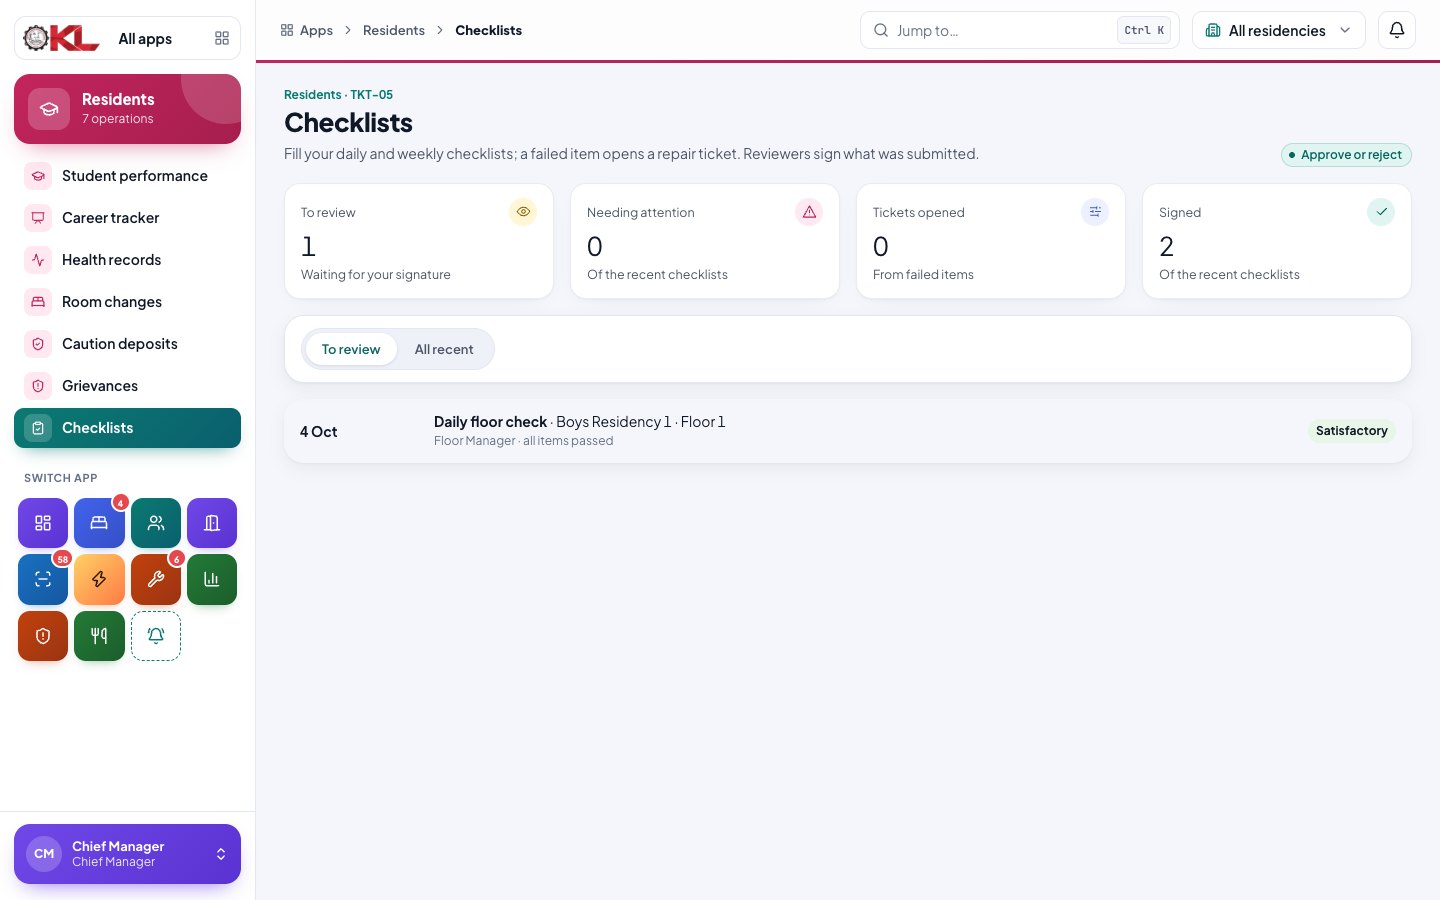 KL
All apps
Apps
Residents
Checklists
Jump to...
Ctrl K
All residencies
Residents
7 operations
Student performance
Career tracker
Health records
Room changes
Caution deposits
Grievances
Checklists
SWITCH APP
4
58
6
CM
Chief Manager
Chief Manager
Residents · TKT-05
Checklists
Fill your daily and weekly checklists; a failed item opens a repair ticket. Reviewers sign what was submitted.
Approve or reject
To review
1
Waiting for your signature
Needing attention
0
Of the recent checklists
Tickets opened
0
From failed items
Signed
2
Of the recent checklists
To review
All recent
4 Oct
Daily floor check · Boys Residency 1 · Floor 1
Floor Manager · all items passed
Satisfactory